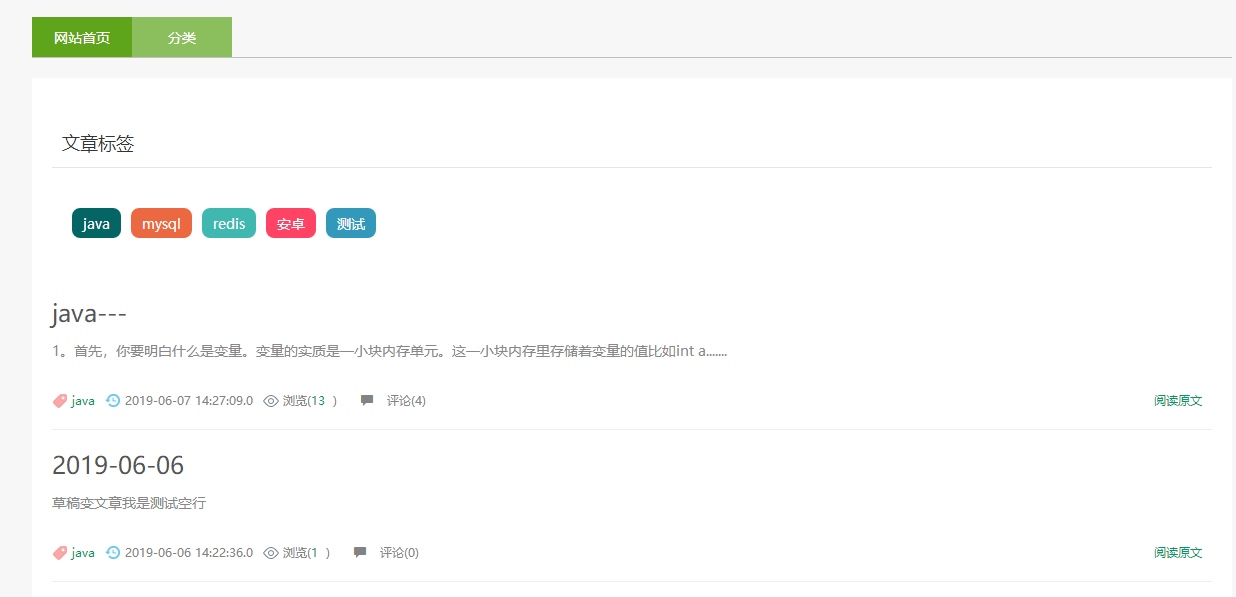 网站首页 分类
文章标签
java mysql redis 安卓 测试
java---
1。首先，你要明白什么是变量。变量的实质是一小块内存单元。这一小块内存里存储着变量的值比如int a.......
java 2019-06-07 14:27:09.0 浏览(13 ) 评论(4) 阅读原文
2019-06-06
草稿变文章我是测试空行
java 2019-06-06 14:22:36.0 浏览(1 ) 评论(0) 阅读原文